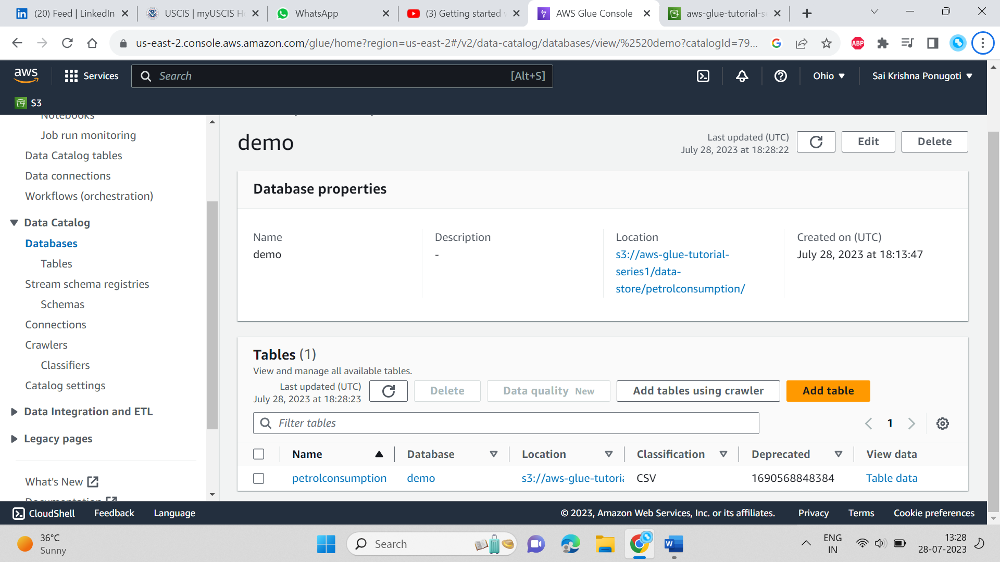 (20) Feed | LinkedIn
USCIS | myUSCIS Ho
WhatsApp
(3) Getting started w
AWS Glue Console
aws-glue-tutorial-se
us-east-2.console.aws.amazon.com/glue/home?region=us-east-2#/v2/data-catalog/databases/view/%2520demo?catalogId=79...
ABP
aws
Services
Search
[Alt+S]
Ohio
Sai Krishna Ponugoti
S3
Notebooks
Job run monitoring
Data Catalog tables
Data connections
Workflows (orchestration)
Data Catalog
Databases
Tables
Stream schema registries
Schemas
Connections
Crawlers
Classifiers
Catalog settings
Data Integration and ETL
Legacy pages
What's New
Documentation
demo
Last updated (UTC)
July 28, 2023 at 18:28:22
Edit
Delete
Database properties
Name
demo
Description
-
Location
s3://aws-glue-tutorial-
series1/data-
store/petrolconsumption/
Created on (UTC)
July 28, 2023 at 18:13:47
Tables (1)
View and manage all available tables.
Last updated (UTC)
July 28, 2023 at 18:28:23
Delete
Data quality New
Add tables using crawler
Add table
Filter tables
1
Name Database Location Classification Deprecated View data
petrolconsumption demo s3://aws-glue-tutoria CSV 1690568848384 Table data
CloudShell Feedback Language
© 2023, Amazon Web Services, Inc. or its affiliates. Privacy Terms Cookie preferences
36°C
Sunny
Search
W
ENG
IN
13:28
28-07-2023